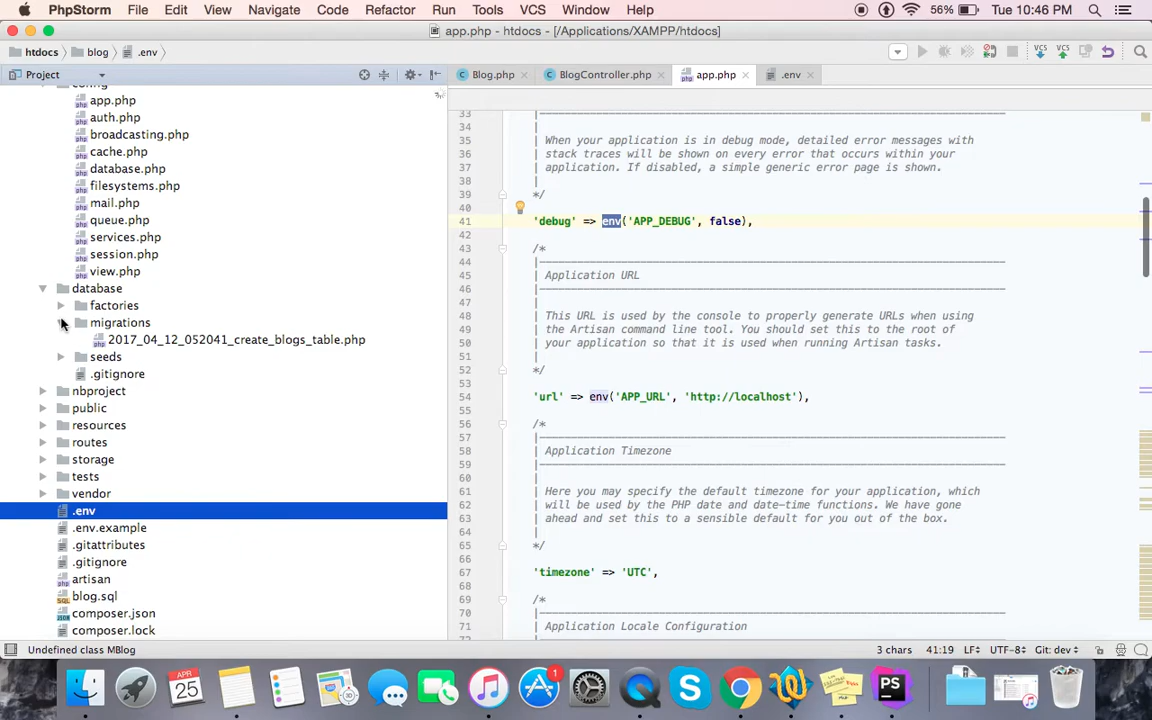 PhpStorm File Edit View Navigate Code Refactor Run Tools VCS Window Help 56% Tue 10:46 PM
app.php - htdocs - [/Applications/XAMPP/htdocs]
htdocs blog .env
Project
Blog.php BlogController.php app.php .env
config
app.php
auth.php
broadcasting.php
cache.php
database.php
filesystems.php
mail.php
queue.php
services.php
session.php
view.php
database
factories
migrations
2017_04_12_052041_create_blogs_table.php
seeds
.gitignore
nbproject
public
resources
routes
storage
tests
vendor
.env
.env.example
.gitattributes
.gitignore
artisan
blog.sql
composer.json
composer.lock
33 |--------------------------------------------------------------------------
34 |
35 | When your application is in debug mode, detailed error messages with
36 | stack traces will be shown on every error that occurs within your
37 | application. If disabled, a simple generic error page is shown.
38 |
39 */
40
41 'debug' => env('APP_DEBUG', false),
42
43 /*
44 |--------------------------------------------------------------------------
45 | Application URL
46 |--------------------------------------------------------------------------
47 |
48 | This URL is used by the console to properly generate URLs when using
49 | the Artisan command line tool. You should set this to the root of
50 | your application so that it is used when running Artisan tasks.
51 |
52 */
53
54 'url' => env('APP_URL', 'http://localhost'),
55
56 /*
57 |--------------------------------------------------------------------------
58 | Application Timezone
59 |--------------------------------------------------------------------------
60 |
61 | Here you may specify the default timezone for your application, which
62 | will be used by the PHP date and date-time functions. We have gone
63 | ahead and set this to a sensible default for you out of the box.
64 |
65 */
66
67 'timezone' => 'UTC',
68
69 /*
70 |--------------------------------------------------------------------------
71 | Application Locale Configuration
Undefined class MBlog 3 chars 41:19 LF÷ UTF-8÷ Git: dev÷
APR
25
1
PS